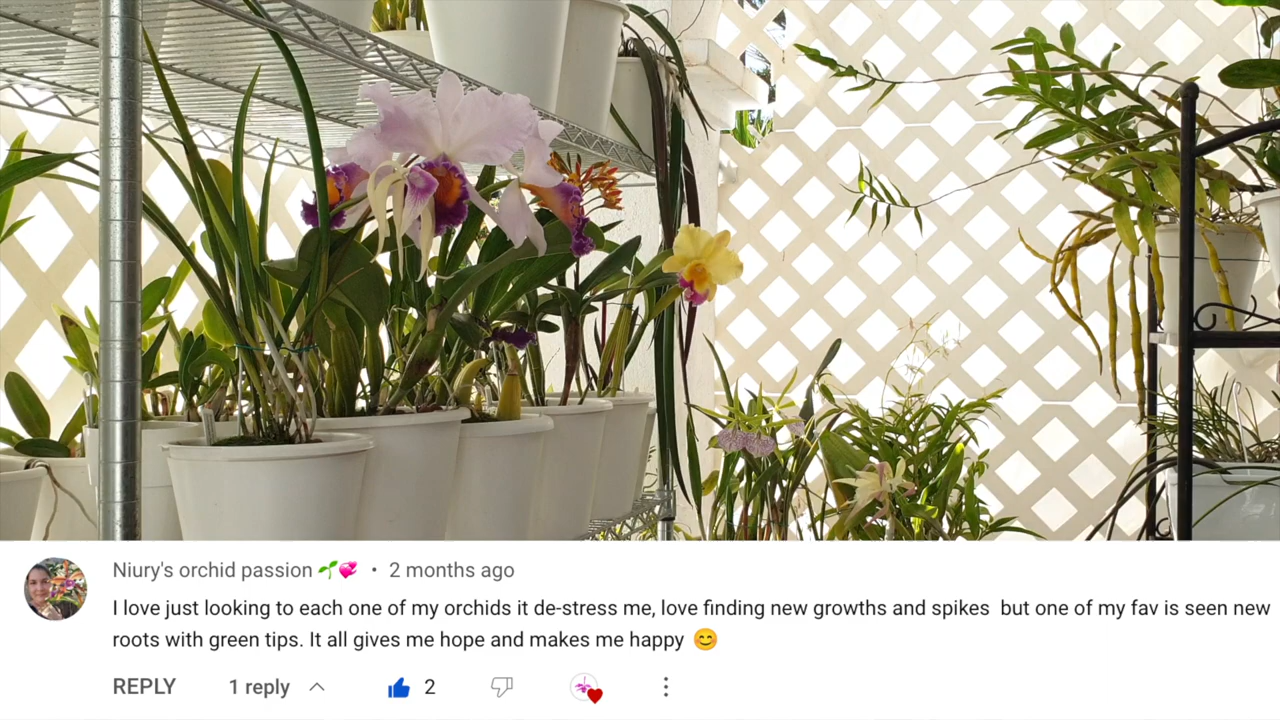 Niury's orchid passion 🌱💞 • 2 months ago
I love just looking to each one of my orchids it de-stress me, love finding new growths and spikes  but one of my fav is seen new
roots with green tips. It all gives me hope and makes me happy 😊
REPLY 1 reply 2